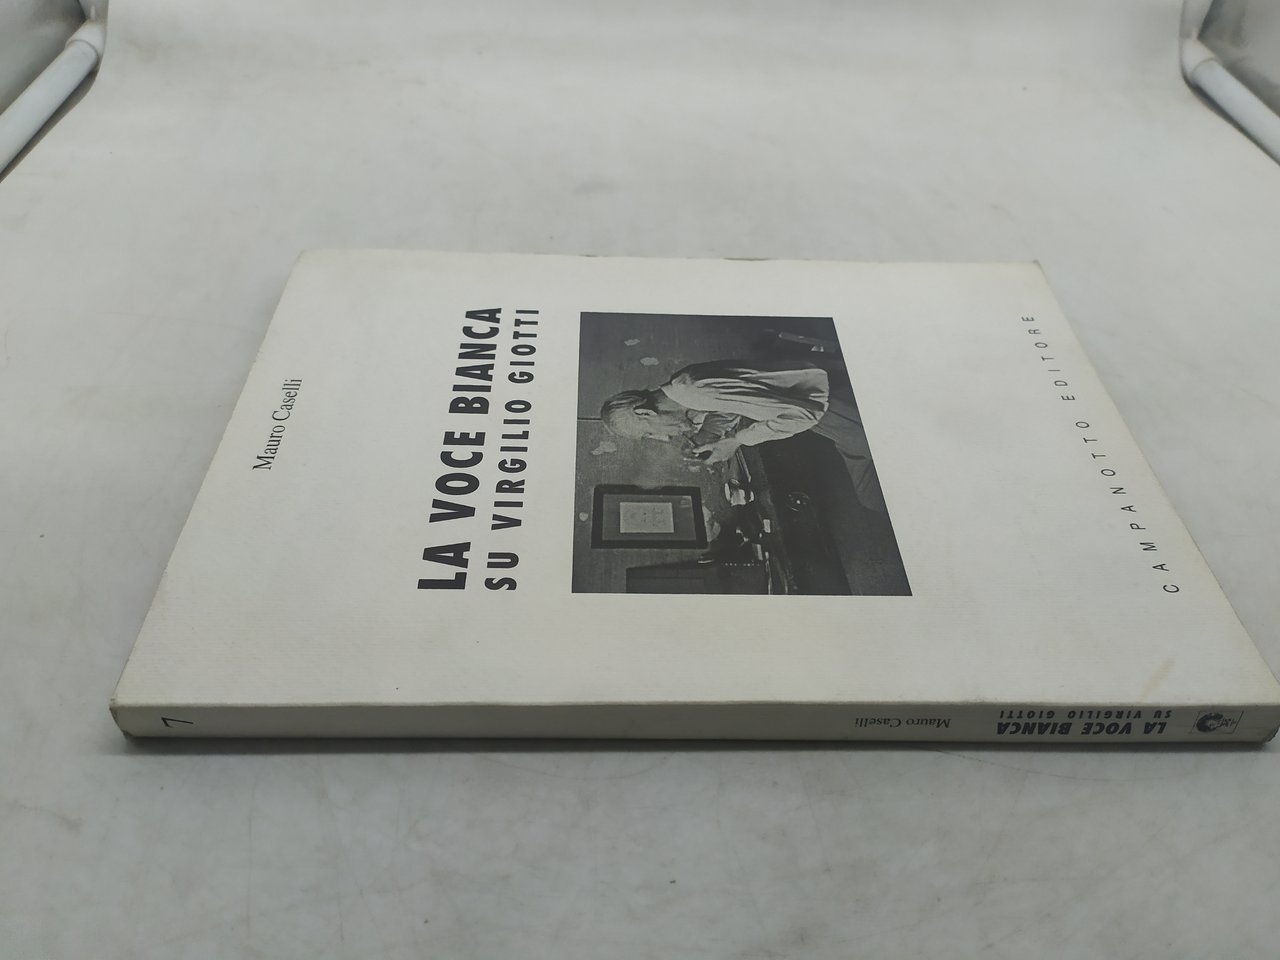 Mauro Caselli
LA VOCE BIANCA
SU VIRGILIO GIOTTI
CAMPANOTTO EDITORE
7
Mauro Caselli
LA VOCE BIANCA
SU VIRGILIO GIOTTI